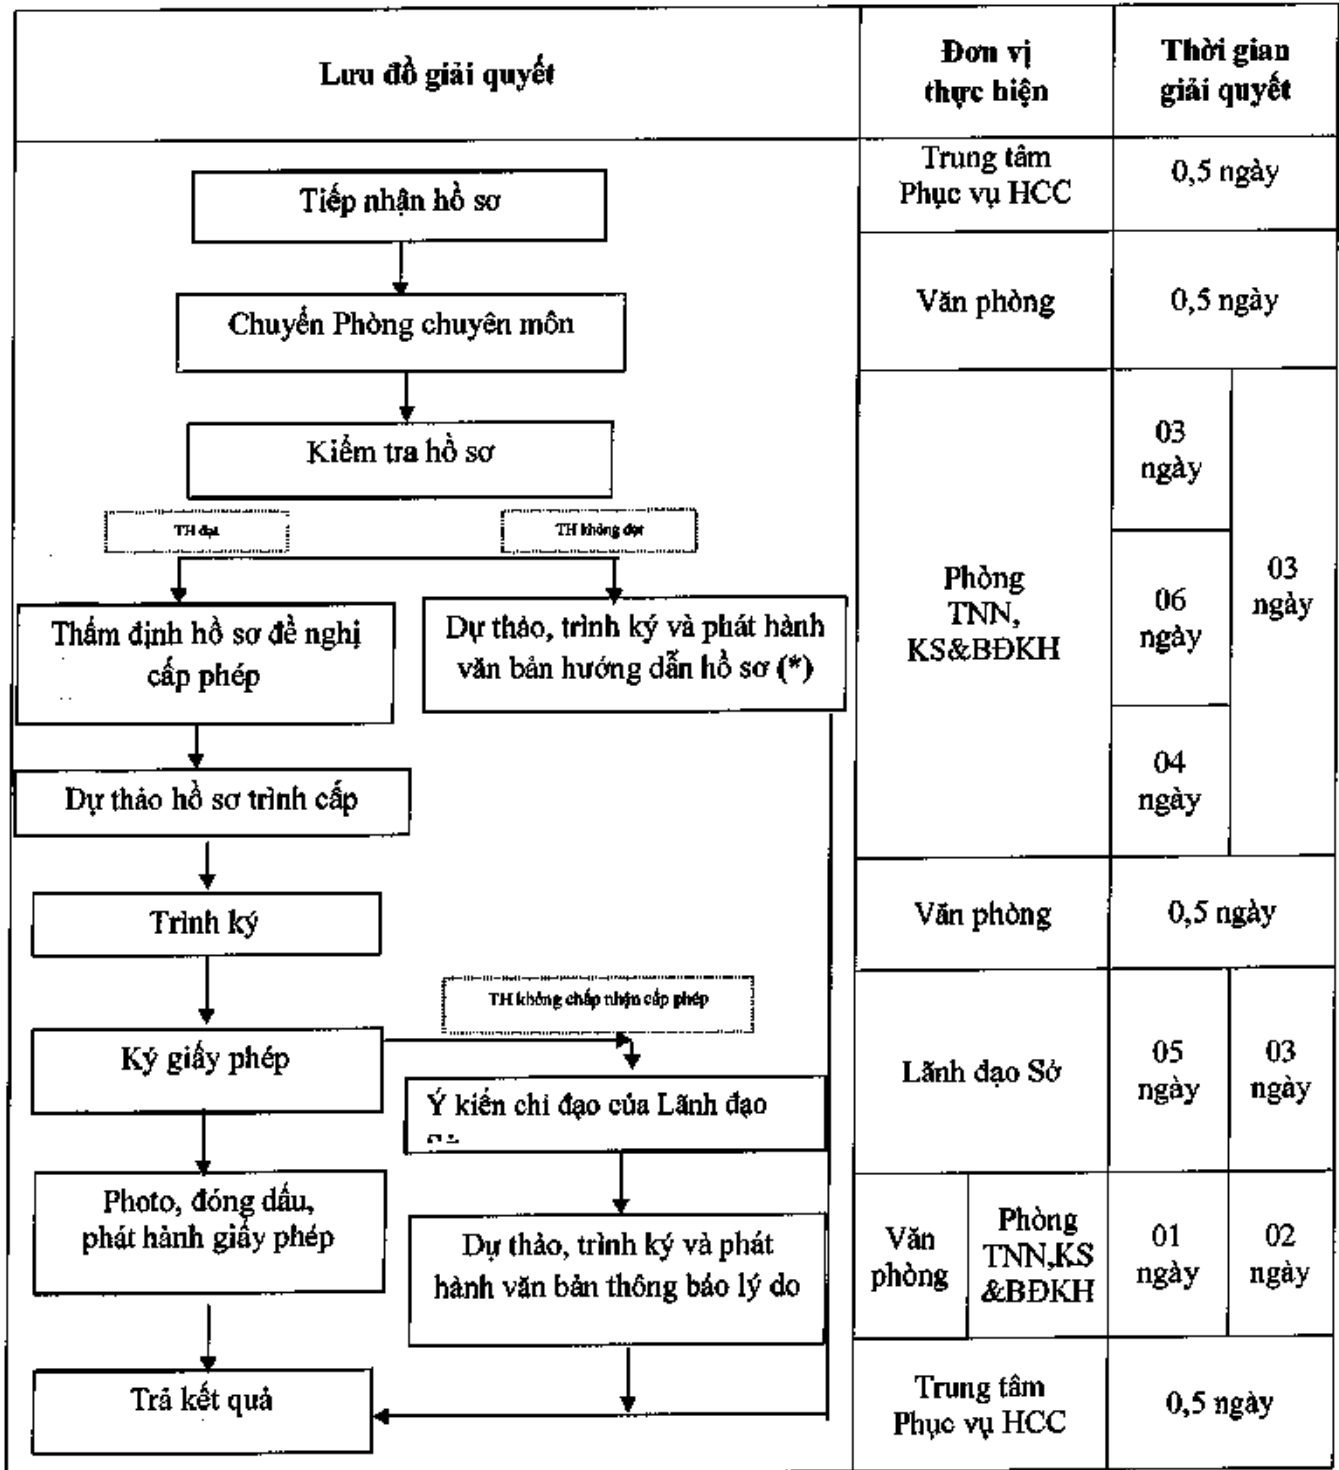 Lưu đồ giải quyết
Đơn vị
thực hiện
Thời gian
giải quyết
Tiếp nhận hồ sơ
Trung tâm
Phục vụ HCC
0,5 ngày
Chuyển Phòng chuyên môn
Văn phòng
0,5 ngày
Kiểm tra hồ sơ
TH đạt
TH không đạt
Thẩm định hồ sơ đề nghị
cấp phép
Dự thảo, trình ký và phát hành
văn bản hướng dẫn hồ sơ (*)
Dự thảo hồ sơ trình cấp
Phòng
TNN,
KS&BĐKH
03
ngày
06
ngày
04
ngày
03
ngày
Trình ký
Văn phòng
0,5 ngày
TH không chấp nhận cấp phép
Ký giấy phép
Ý kiến chỉ đạo của Lãnh đạo
Lãnh đạo Sở
05
ngày
03
ngày
Photo, đóng dấu,
phát hành giấy phép
Dự thảo, trình ký và phát
hành văn bản thông báo lý do
Văn
phòng
Phòng
TNN,KS
&BĐKH
01
ngày
02
ngày
Trả kết quả
Trung tâm
Phục vụ HCC
0,5 ngày